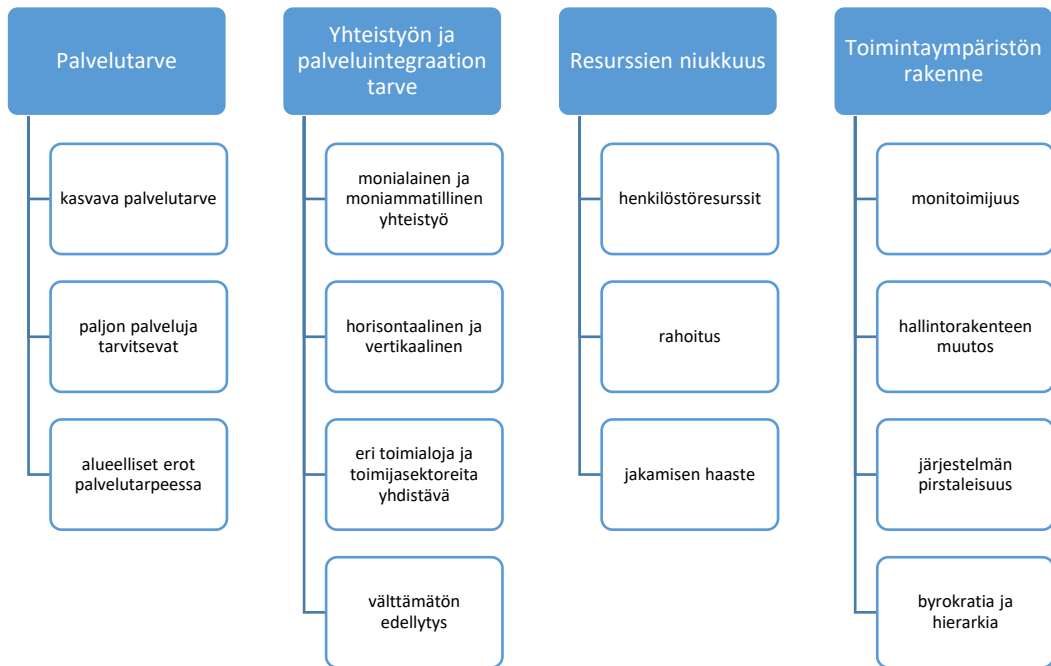 Palvelutarve
kasvava palvelutarve
paljon palveluja
tarvitsevat
alueelliset erot
palvelutarpeessa
Yhteistyön ja
palveluintegraation
tarve
monialainen ja
moniammatillinen
yhteistyö
horisontaalinen ja
vertikaalinen
eri toimialoja ja
toimijasektoreita
yhdistävä
välttämätön
edellytys
Resurssien niukkuus
henkilöstöresurssit
rahoitus
jakamisen haaste
Toimintaympäristön
rakenne
monitoimijuus
hallintorakenteen
muutos
järjestelmän
pirstaleisuus
byrokratia ja
hierarkia